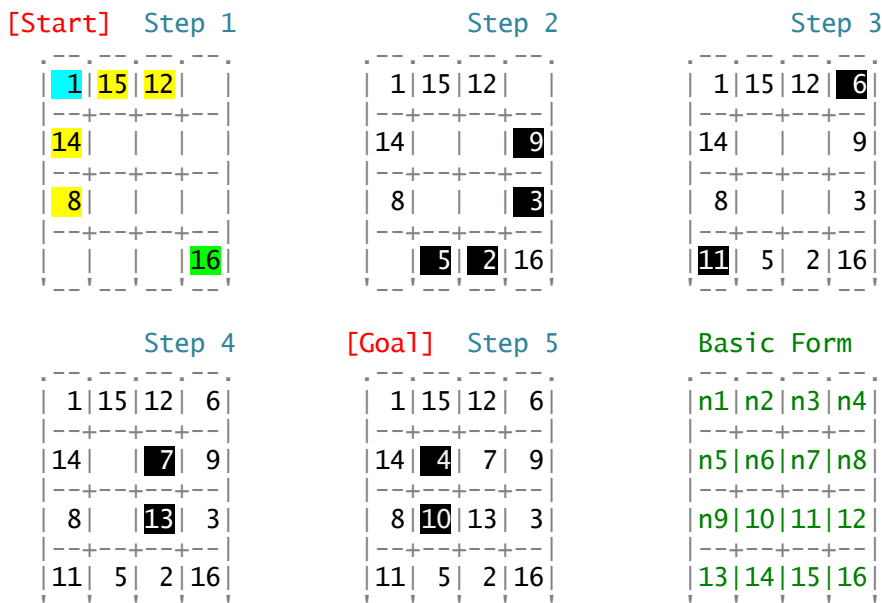 [Start] Step 1 Step 2 Step 3
.--.--.--.--. .--.--.--.--. .--.--.--.--.
| 1|15|12| | | 1|15|12| | | 1|15|12| 6|
|--+--+--+--| |--+--+--+--| |--+--+--+--|
|14| | | | |14| | | 9| |14| | | 9|
|--+--+--+--| |--+--+--+--| |--+--+--+--|
| 8| | | | | 8| | | 3| | 8| | | 3|
|--+--+--+--| |--+--+--+--| |--+--+--+--|
| | | |16| | | 5| 2|16| |11| 5| 2|16|
'--'--'--'--' '--'--'--'--' '--'--'--'--'
Step 4 [Goal] Step 5 Basic Form
.--.--.--.--. .--.--.--.--. .--.--.--.--.
| 1|15|12| 6| | 1|15|12| 6| |n1|n2|n3|n4|
|--+--+--+--| |--+--+--+--| |--+--+--+--|
|14| | 7| 9| |14| 4| 7| 9| |n5|n6|n7|n8|
|--+--+--+--| |--+--+--+--| |--+--+--+--|
| 8| |13| 3| | 8|10|13| 3| |n9|10|11|12|
|--+--+--+--| |--+--+--+--| |--+--+--+--|
|11| 5| 2|16| |11| 5| 2|16| |13|14|15|16|
'--'--'--'--' '--'--'--'--' '--'--'--'--'